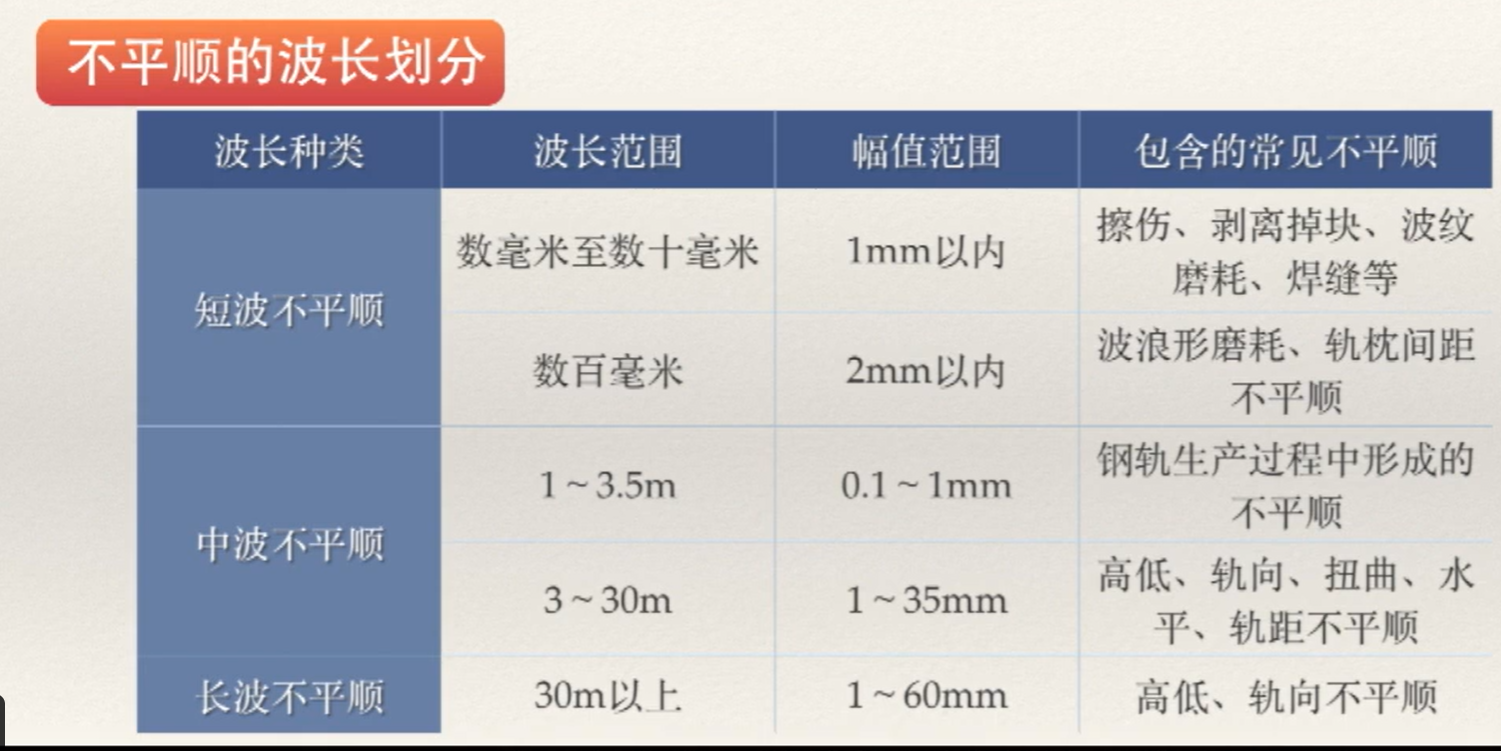 不平顺的波长划分
波长种类 波长范围 幅值范围 包含的常见不平顺
短波不平顺
数毫米至数十毫米 1mm以内
擦伤、剥离掉块、波纹
磨耗、焊缝等
数百毫米 2mm以内
波浪形磨耗、轨枕间距
不平顺
中波不平顺
1～3.5m 0.1～1mm
钢轨生产过程中形成的
不平顺
3～30m 1～35mm
高低、轨向、扭曲、水
平、轨距不平顺
长波不平顺 30m以上 1～60mm 高低、轨向不平顺